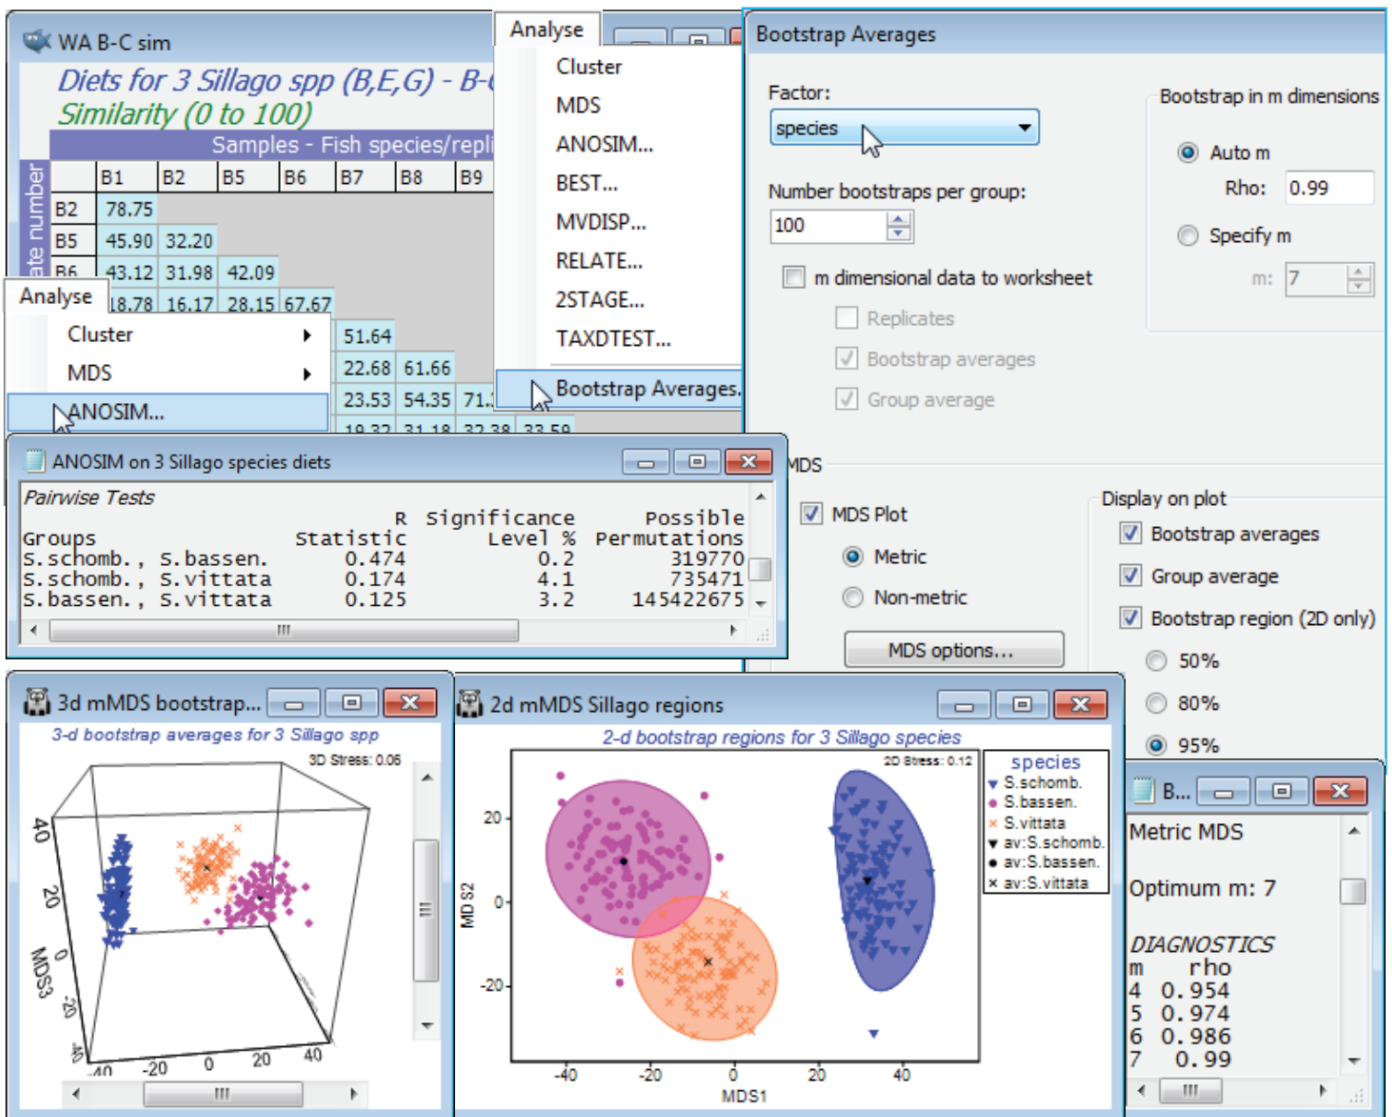 WA B-C sim
Diets for 3 Sillago spp (B,E,G) - B-
Similarity (0 to 100)
Samples - Fish species/repli
ate number
B1 B2 B5 B6 B7 B8 B9
B2 78.75
B5 45.90 32.20
B6 43.12 31.98 42.09
18.78 16.17 28.15 67.67
51.64
22.68 61.66
23.53 54.35 71.
19.32 31.18 32.38 33.59
Analyse
Cluster
MDS
ANOSIM...
Analyse
Cluster
MDS
ANOSIM...
BEST...
MVDISP...
RELATE...
2STAGE...
TAXDTEST...
Bootstrap Averages.
Bootstrap Averages
Factor:
species
Number bootstraps per group:
100
m dimensional data to worksheet
Replicates
Bootstrap averages
Group average
Bootstrap in m dimensions
Auto m
Rho: 0.99
Specify m
m: 7
MDS
MDS Plot
Metric
Non-metric
MDS options...
Display on plot
Bootstrap averages
Group average
Bootstrap region (2D only)
50%
80%
95%
ANOSIM on 3 Sillago species diets
Pairwise Tests
R Significance Possible
Groups Statistic Level % Permutations
S.schomb., S.bassen. 0.474 0.2 319770
S.schomb., S.vittata 0.174 4.1 735471
S.bassen., S.vittata 0.125 3.2 145422675
3d mMDS bootstrap...
3-d bootstrap averages for 3 Sillago spp
3D Stress: 0.06
40
20
0
-20
-40
MDS3
-40 -20 0 20 40
2d mMDS Sillago regions
2-d bootstrap regions for 3 Sillago species
2D Stress: 0.12
20
0
-20
MDS2
-40 -20 0 20 40
MDS1
species
S.schomb.
S.bassen.
S.vittata
av:S.schomb.
av:S.bassen.
av:S.vittata
B...
Metric MDS
Optimum m: 7
DIAGNOSTICS
m rho
4 0.954
5 0.974
6 0.986
7 0.99